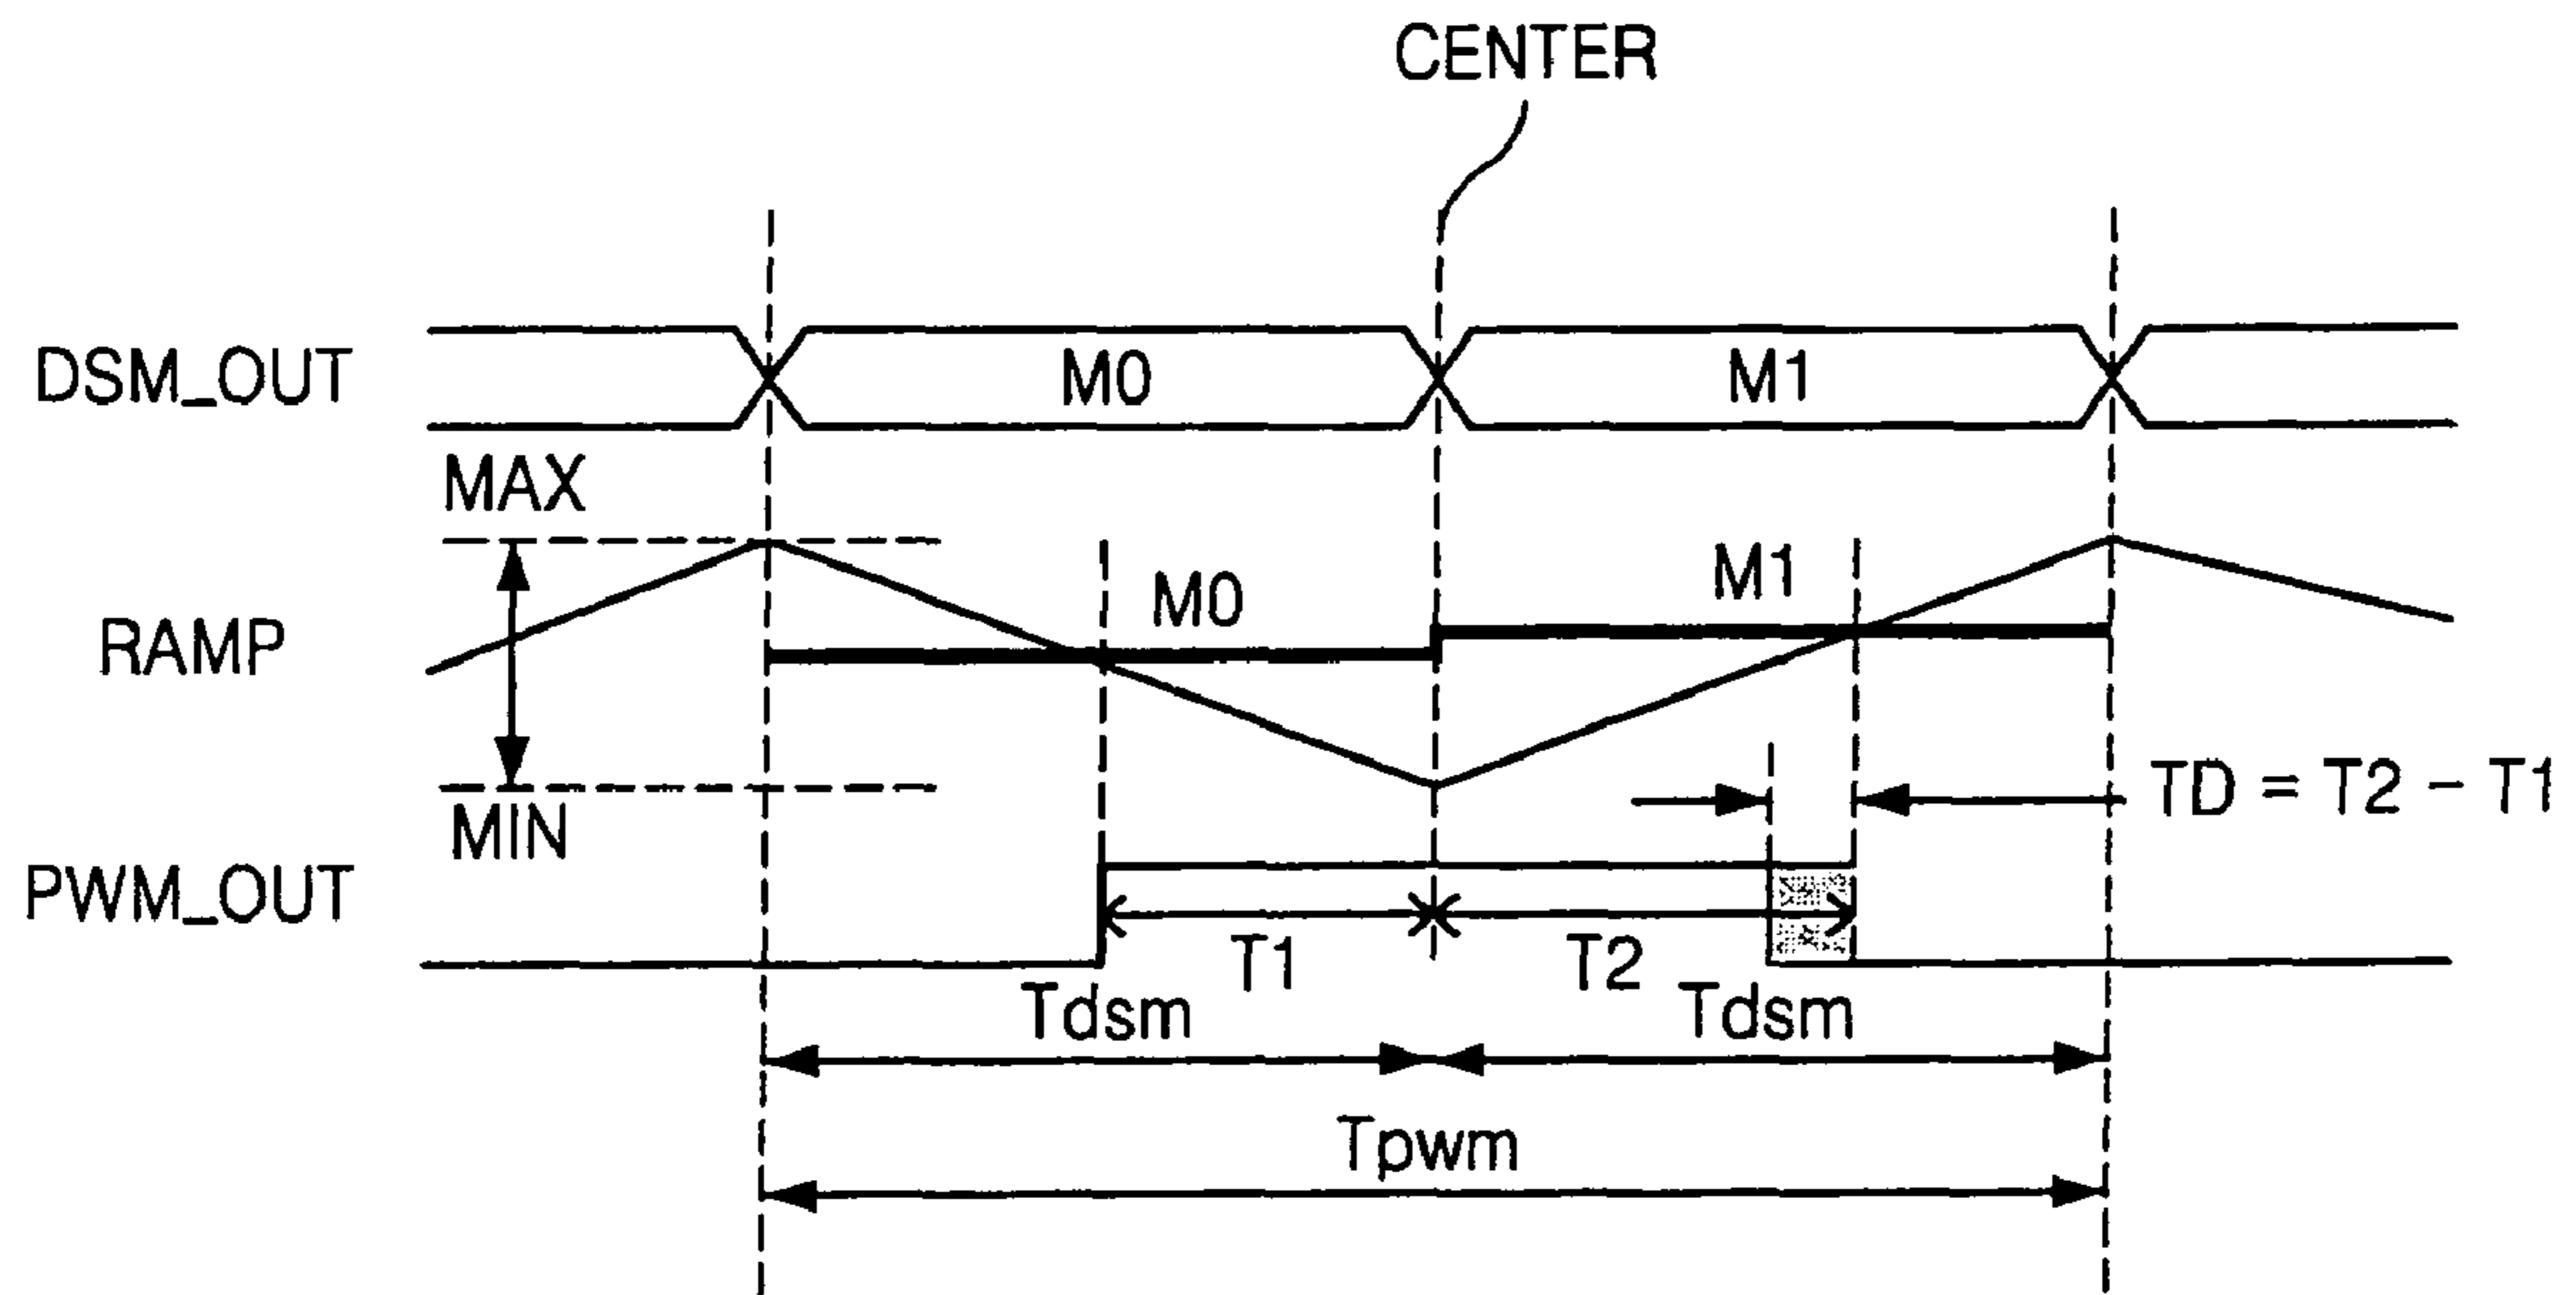 CENTER
DSM_OUT
M0
M1
MAX
RAMP
M0
M1
MIN
TD = T2 - T1
PWM_OUT
T1
T2
Tdsm
Tdsm
Tpwm